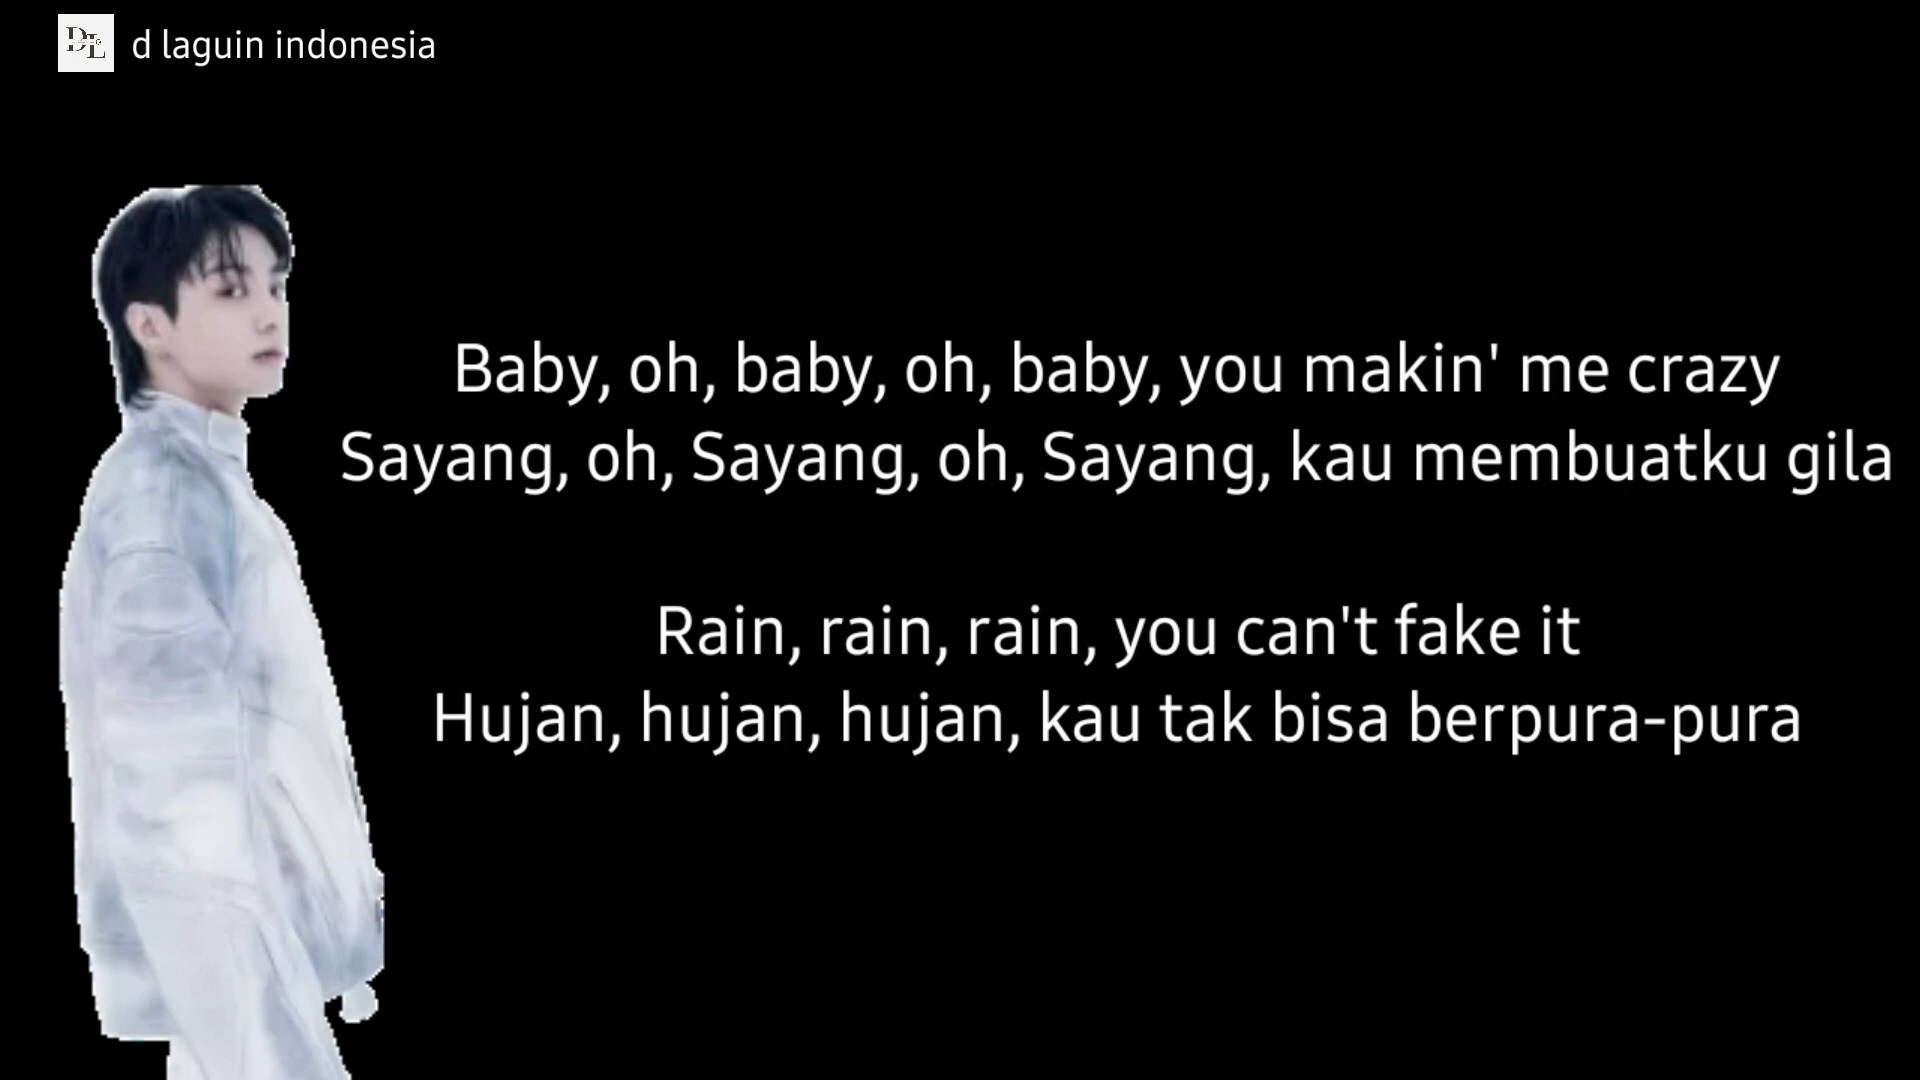 DL
d laguin indonesia
Baby, oh, baby, oh, baby, you makin' me crazy
Sayang, oh, Sayang, oh, Sayang, kau membuatku gila
Rain, rain, rain, you can't fake it
Hujan, hujan, hujan, kau tak bisa berpura-pura